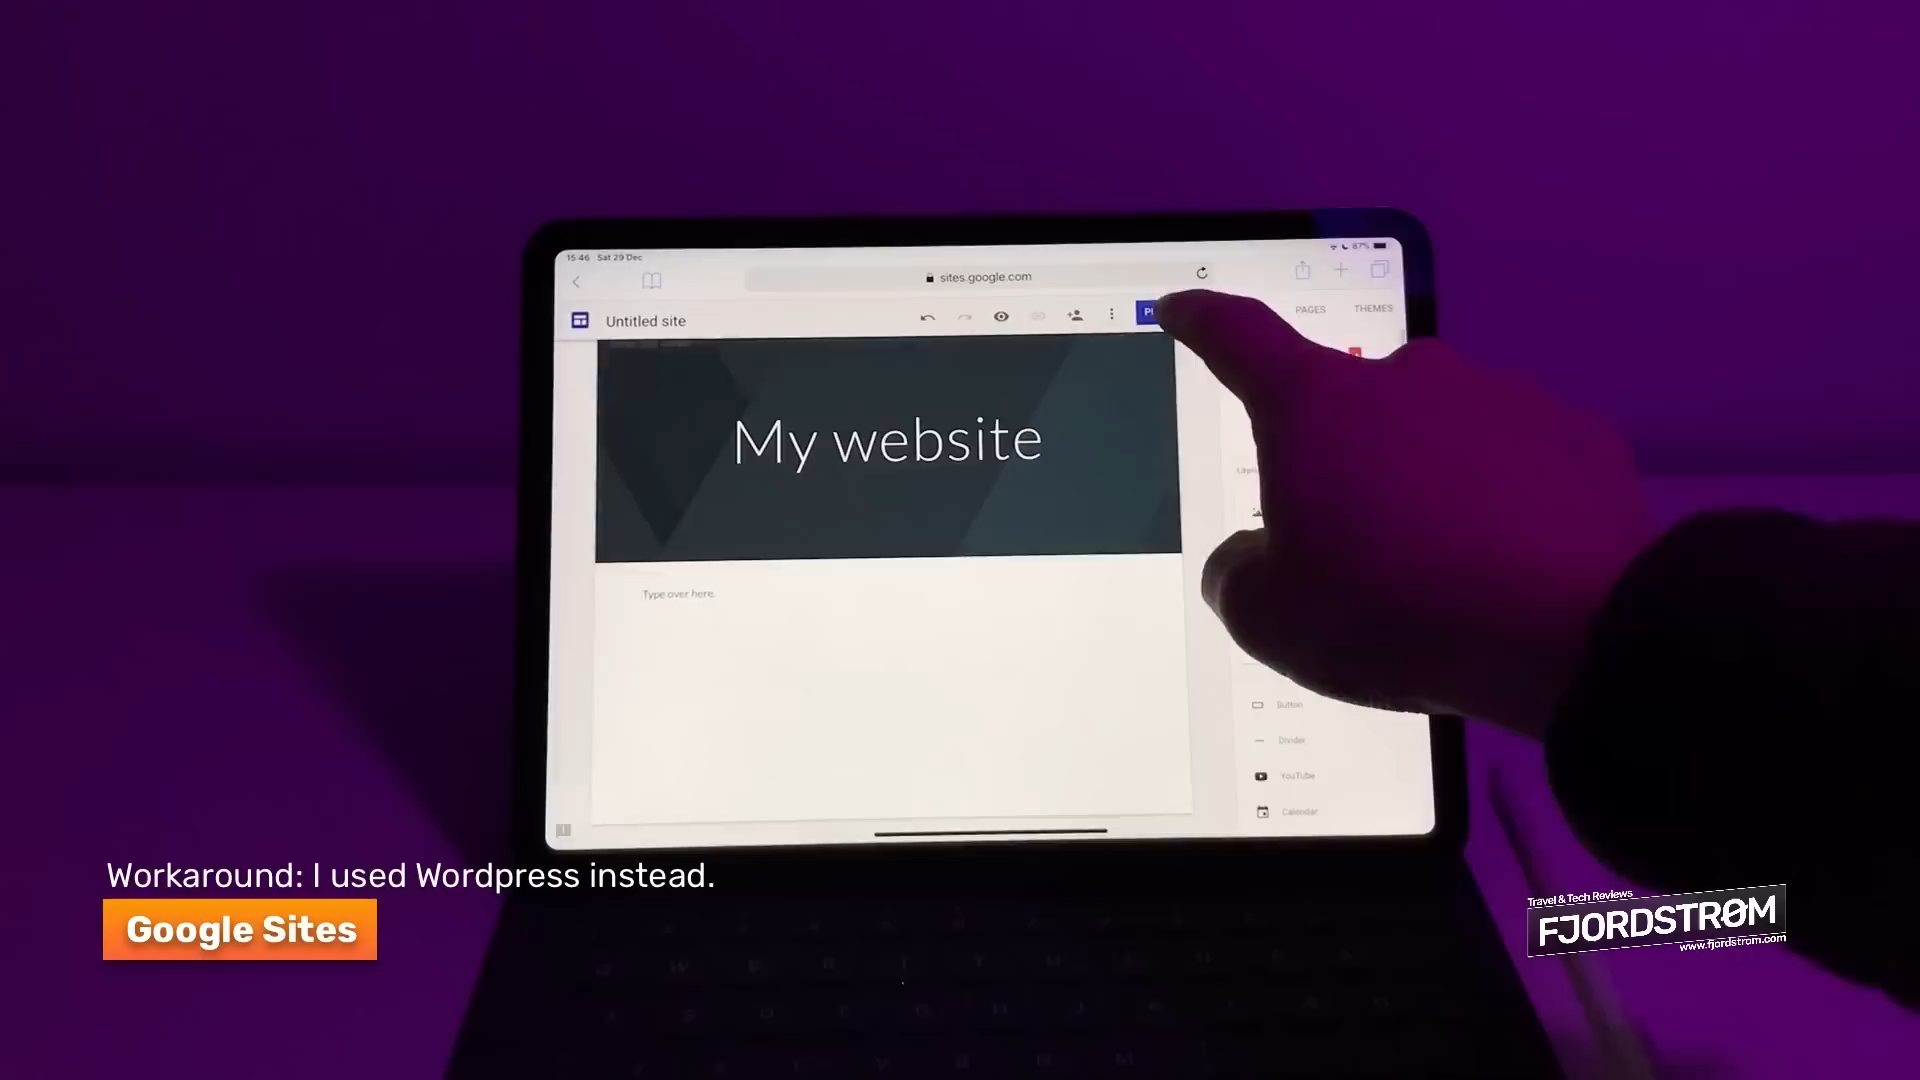 15:46 Sat 29 Dec
87%
sites.google.com
Untitled site
PAGES
THEMES
My website
Type over here.
Button
Divider
YouTube
Calendar
Workaround: I used Wordpress instead.
Google Sites
Travel & Tech Reviews
FJORDSTRØM
www.fjordstrom.com